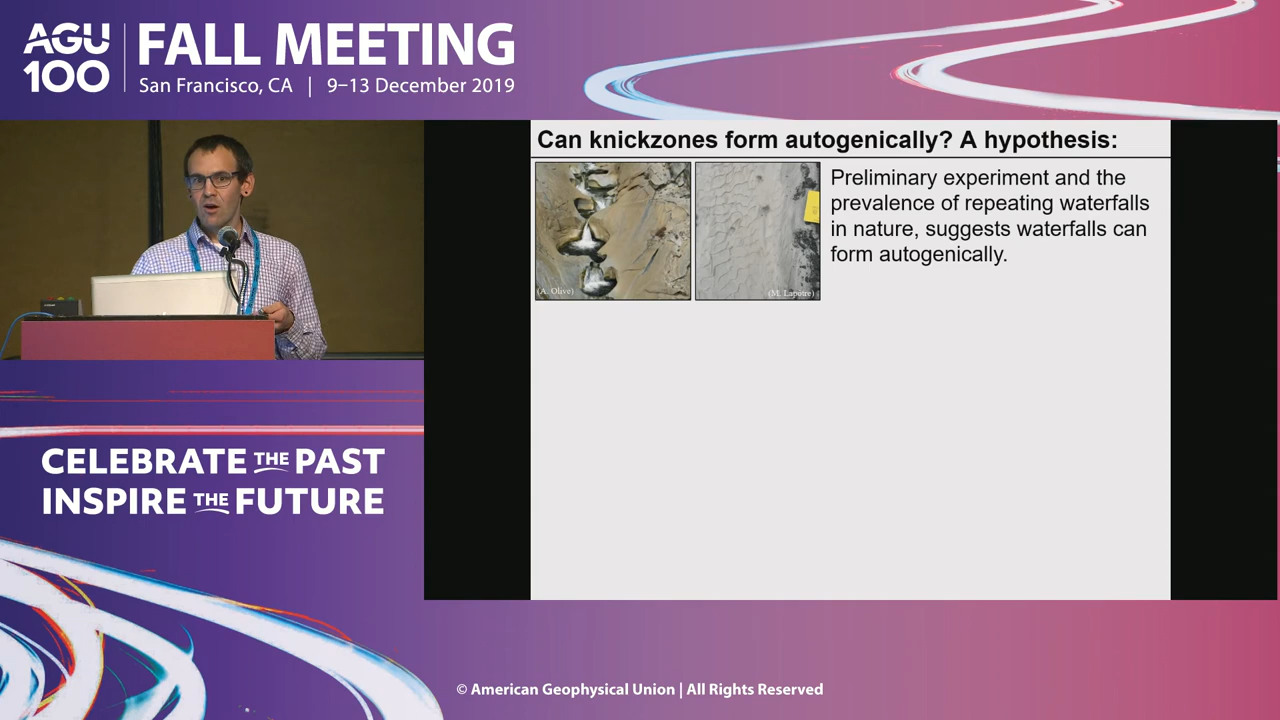 AGU
100
FALL MEETING
San Francisco, CA | 9–13 December 2019
Can knickzones form autogenically? A hypothesis:
Preliminary experiment and the
prevalence of repeating waterfalls
in nature, suggests waterfalls can
form autogenically.
(A. Olive)
(M. Lapotre)
CELEBRATE THE PAST
INSPIRE THE FUTURE
© American Geophysical Union | All Rights Reserved